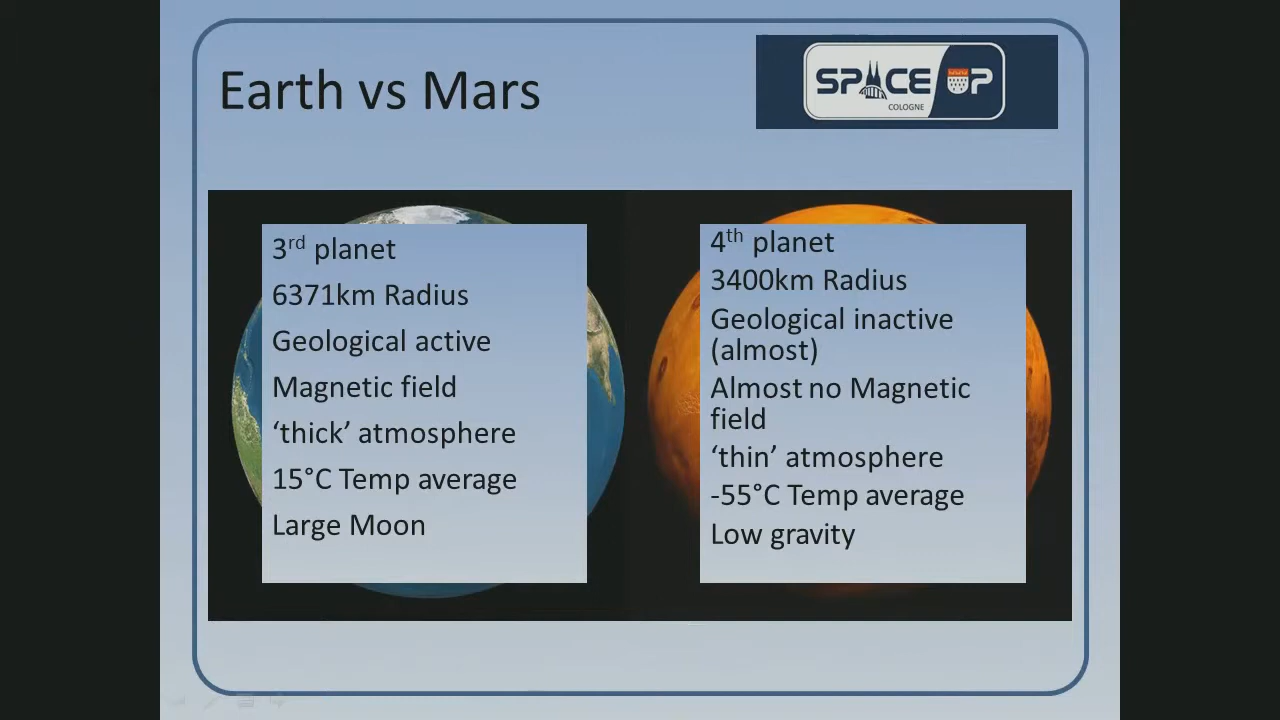 Earth vs Mars
SPACE UP
COLOGNE
3rd planet
6371km Radius
Geological active
Magnetic field
‘thick’ atmosphere
15°C Temp average
Large Moon
4th planet
3400km Radius
Geological inactive
(almost)
Almost no Magnetic
field
‘thin’ atmosphere
-55°C Temp average
Low gravity